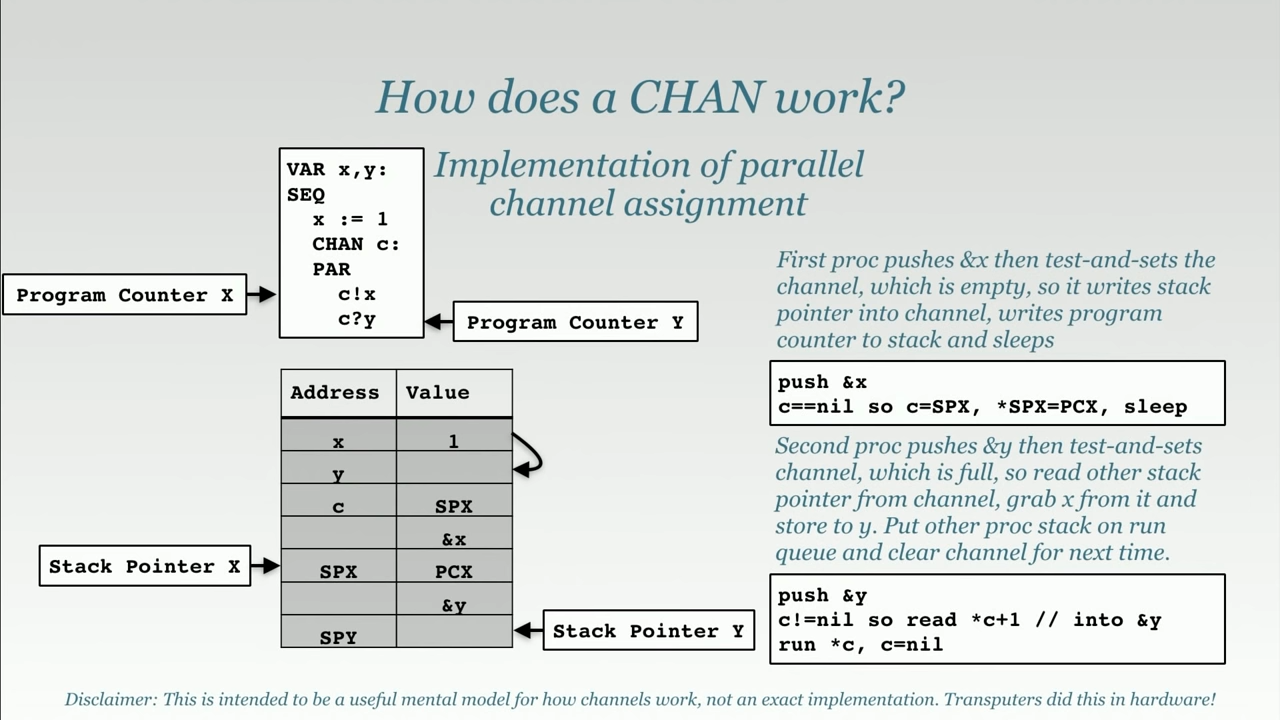 How does a CHAN work?
Implementation of parallel
channel assignment
VAR x,y:
SEQ
  x := 1
  CHAN c:
  PAR
    c!x
    c?y
Program Counter X
Program Counter Y
Address Value
x 1
y
c SPX
&x
SPX PCX
&y
SPY
Stack Pointer X
Stack Pointer Y
First proc pushes &x then test-and-sets the
channel, which is empty, so it writes stack
pointer into channel, writes program
counter to stack and sleeps
push &x
c==nil so c=SPX, *SPX=PCX, sleep
Second proc pushes &y then test-and-sets
channel, which is full, so read other stack
pointer from channel, grab x from it and
store to y. Put other proc stack on run
queue and clear channel for next time.
push &y
c!=nil so read *c+1 // into &y
run *c, c=nil
Disclaimer: This is intended to be a useful mental model for how channels work, not an exact implementation. Transputers did this in hardware!